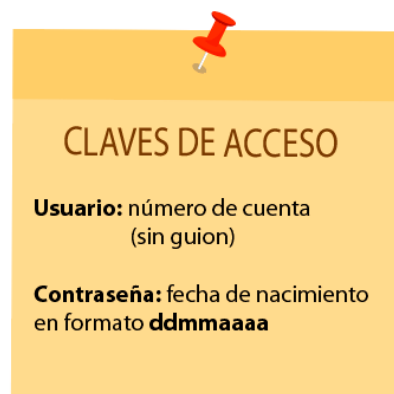 CLAVES DE ACCESO
Usuario: número de cuenta
(sin guion)
Contraseña: fecha de nacimiento
en formato ddmmaaaa